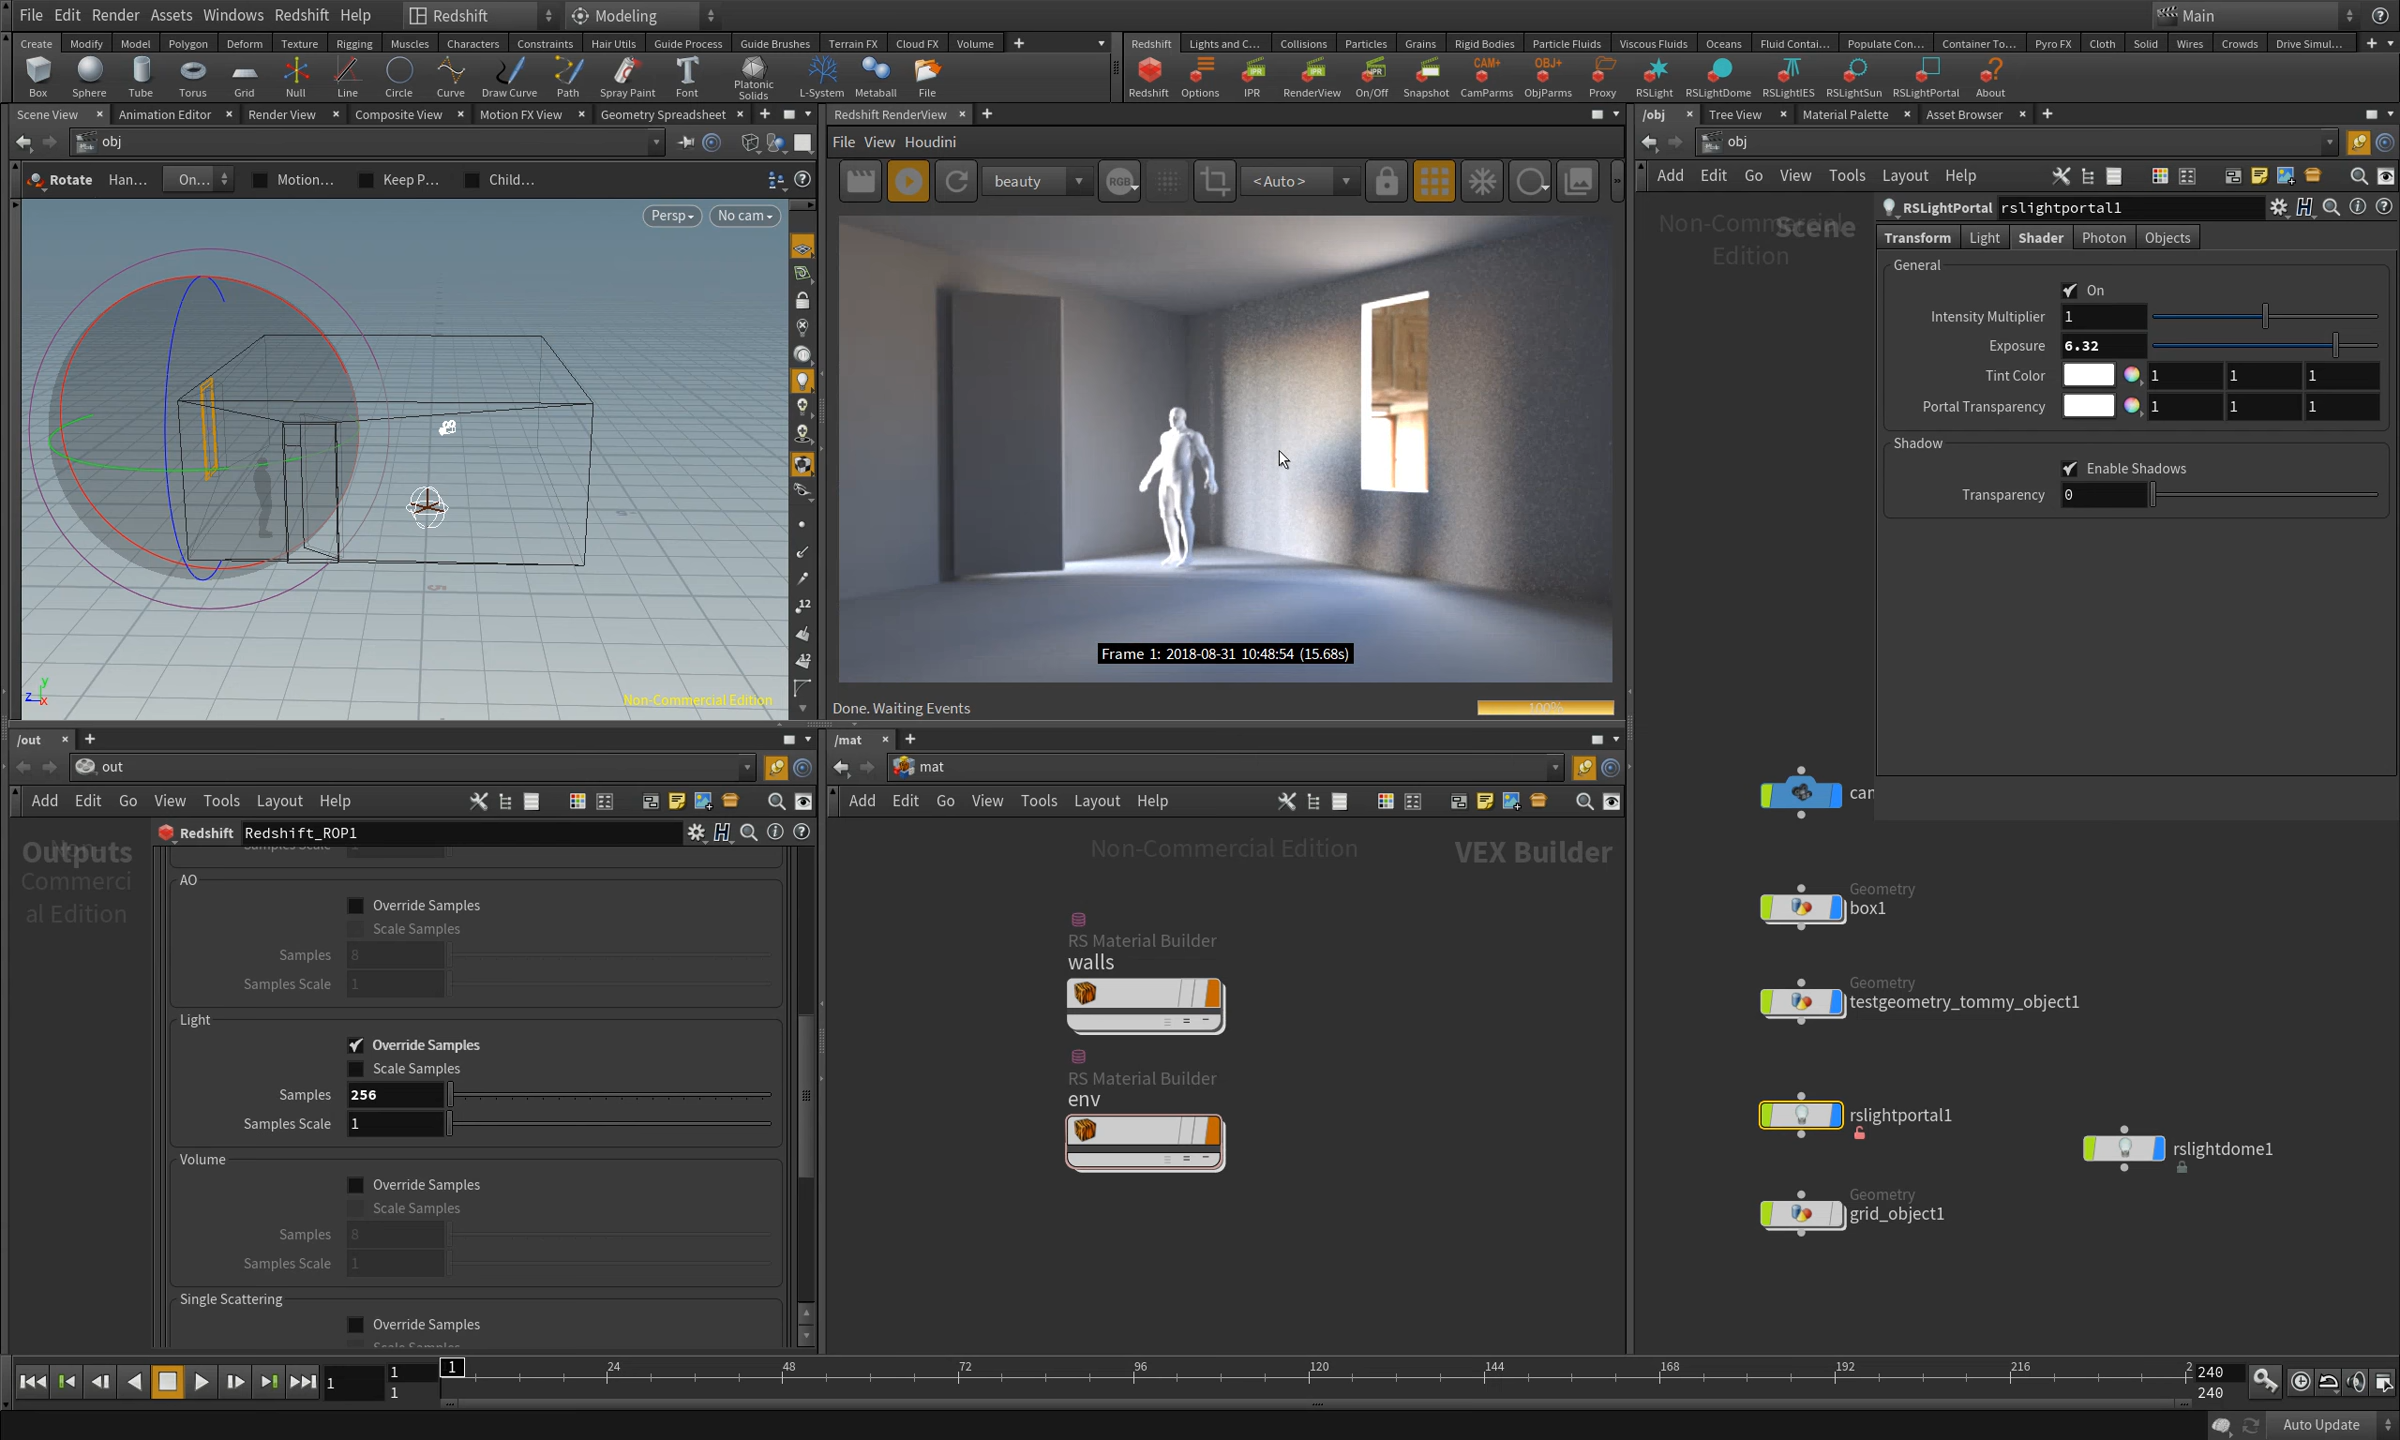 File Edit Render Assets Windows Redshift Help
Redshift
Modeling
Main
Create Modify Model Polygon Deform Texture Rigging Muscles Characters Constraints Hair Utils Guide Process Guide Brushes Terrain FX Cloud FX Volume
Redshift Lights and C... Collisions Particles Grains Rigid Bodies Particle Fluids Viscous Fluids Oceans Fluid Contai... Populate Con... Container To... Pyro FX Cloth Solid Wires Crowds Drive Simul...
Box Sphere Tube Torus Grid Null Line Circle Curve Draw Curve Path Spray Paint Font Platonic Solids L-System Metaball File
Redshift Options IPR RenderView On/Off Snapshot CamParms ObjParms Proxy RSLight RSLightDome RSLightIES RSLightSun RSLightPortal About
Scene View Animation Editor Render View Composite View Motion FX View Geometry Spreadsheet
obj
Rotate Han... On... Motion... Keep P... Child...
Persp No cam
Non-Commercial Edition
Redshift RenderView
File View Houdini
beauty RGB <Auto>
Frame 1: 2018-08-31 10:48:54 (15.68s)
Done. Waiting Events
100%
/obj Tree View Material Palette Asset Browser
obj
Add Edit Go View Tools Layout Help
Non-Commercial
Edition
Scene
RSLightPortal rslightportal1
Transform Light Shader Photon Objects
General
On
Intensity Multiplier 1
Exposure 6.32
Tint Color 1 1 1
Portal Transparency 1 1 1
Shadow
Enable Shadows
Transparency 0
Geometry
box1
Geometry
testgeometry_tommy_object1
rslightportal1
rslightdome1
Geometry
grid_object1
/out
out
Add Edit Go View Tools Layout Help
Outputs
Commerci
al Edition
Redshift Redshift_ROP1
Samples Scale 1
AO
Override Samples
Scale Samples
Samples 8
Samples Scale 1
Light
Override Samples
Scale Samples
Samples 256
Samples Scale 1
Volume
Override Samples
Scale Samples
Samples 8
Samples Scale 1
Single Scattering
Override Samples
/mat
mat
Add Edit Go View Tools Layout Help
Non-Commercial Edition
VEX Builder
RS Material Builder
walls
RS Material Builder
env
1 1 1
1
24 48 72 96 120 144 168 192 216 2
240
240
Auto Update